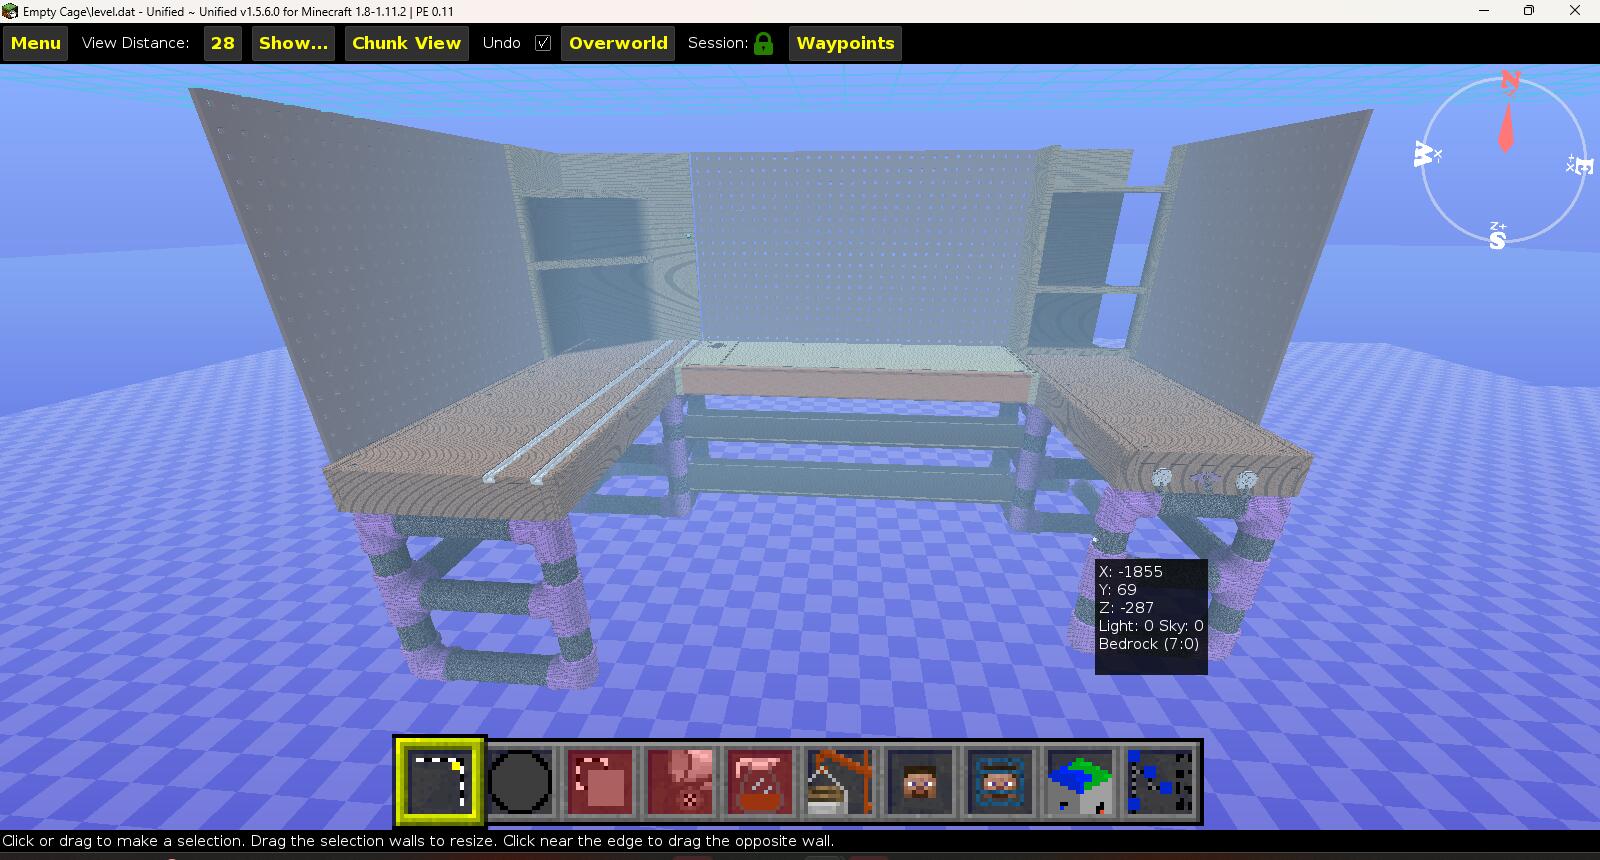 Empty Cage\level.dat - Unified ~ Unified v1.5.6.0 for Minecraft 1.8-1.11.2 | PE 0.11
Menu View Distance: 28 Show... Chunk View Undo Overworld Session: Waypoints
N
W X- X+ E
Z+
S
X: -1855
Y: 69
Z: -287
Light: 0 Sky: 0
Bedrock (7:0)
Click or drag to make a selection. Drag the selection walls to resize. Click near the edge to drag the opposite wall.